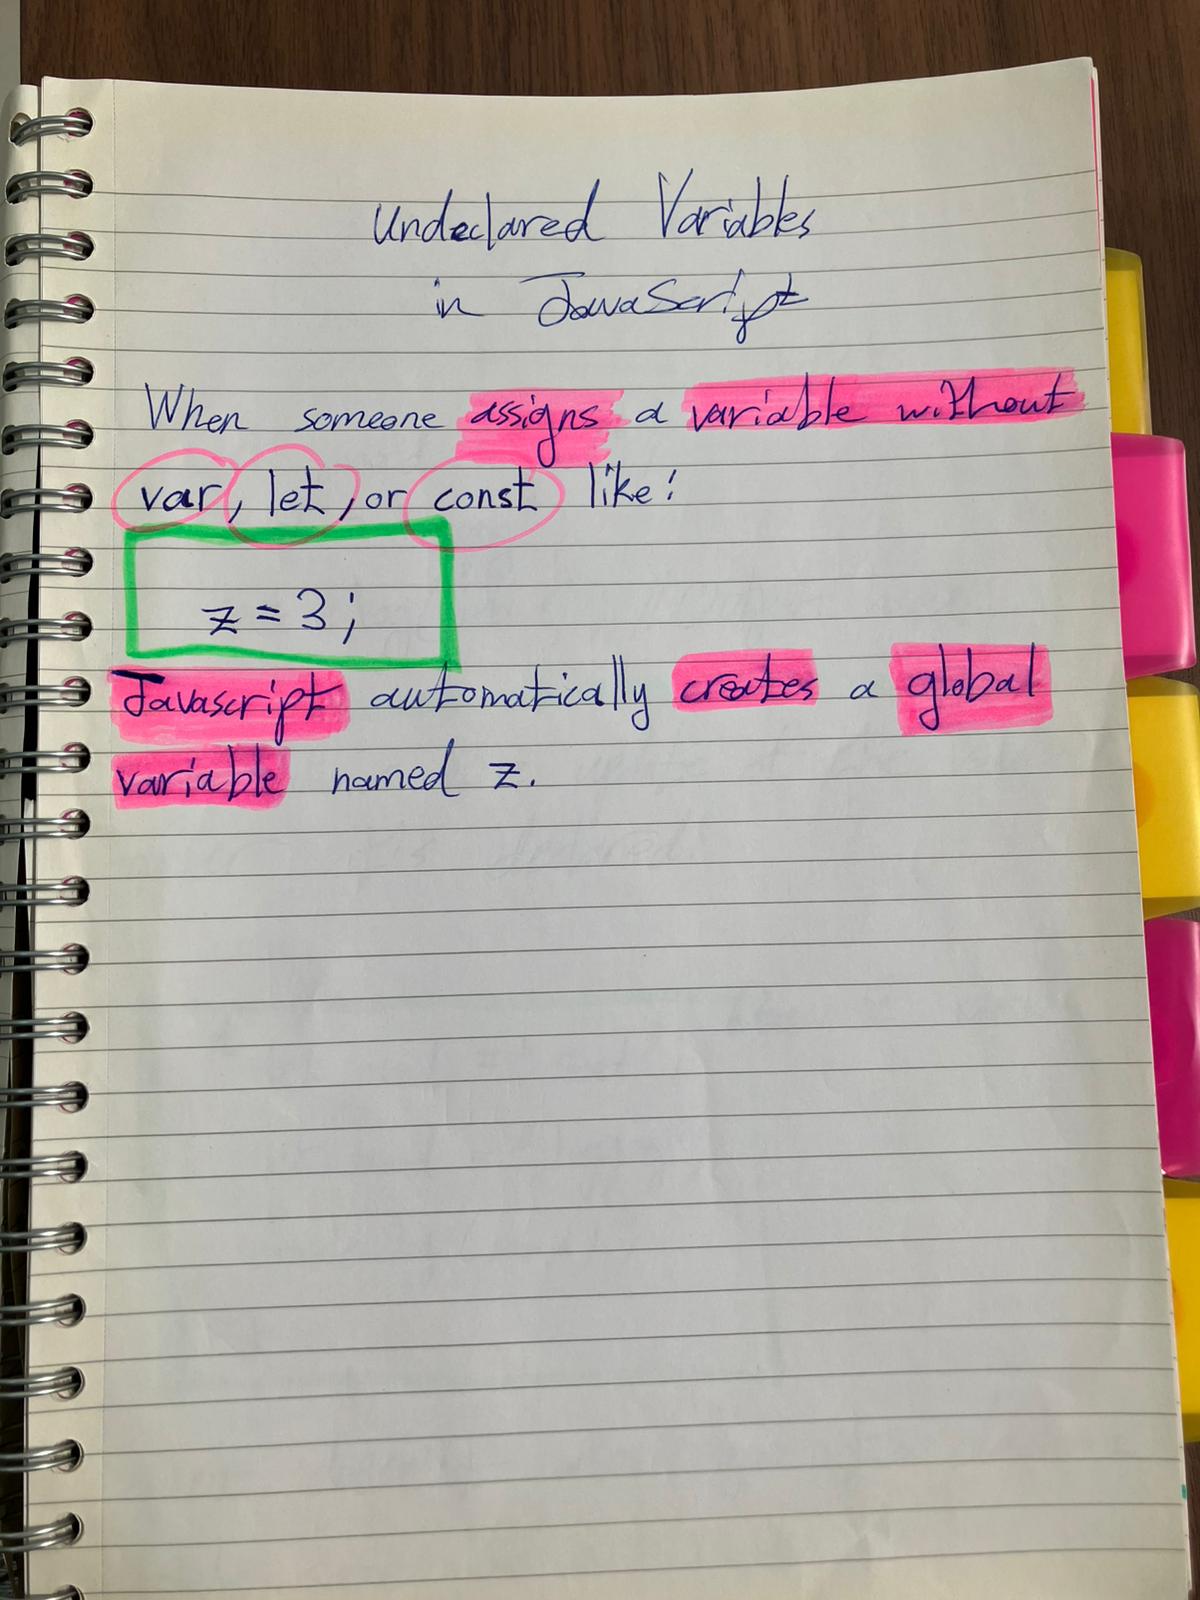 Undeclared Variables
in JavaScript
When someone assigns a variable without
var, let, or const like:
z = 3;
Javascript automatically creates a global
variable named z.